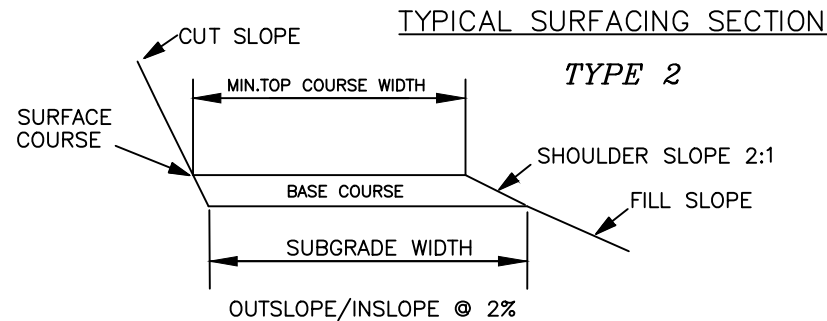 TYPICAL SURFACING SECTION
TYPE 2
CUT SLOPE
MIN.TOP COURSE WIDTH
SURFACE
COURSE
SHOULDER SLOPE 2:1
BASE COURSE
FILL SLOPE
SUBGRADE WIDTH
OUTSLOPE/INSLOPE @ 2%